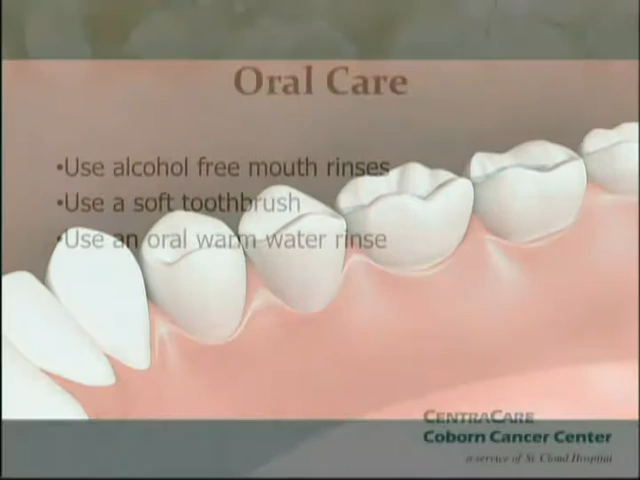 Oral Care
•Use alcohol free mouth rinses
•Use a soft toothbrush
•Use an oral warm water rinse
CENTRACARE
Coborn Cancer Center
a service of St. Cloud Hospital